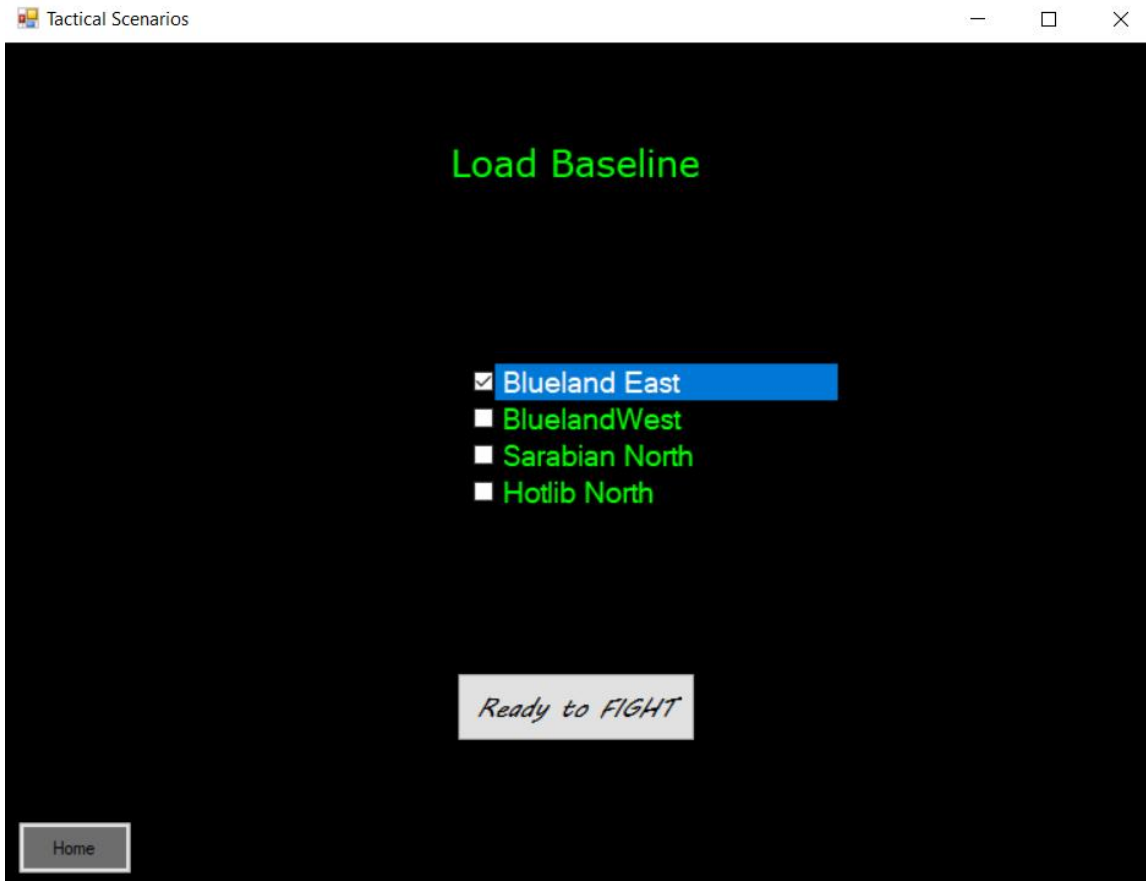 Tactical Scenarios
Load Baseline
Blueland East
BluelandWest
Sarabian North
Hotlib North
Ready to FIGHT
Home